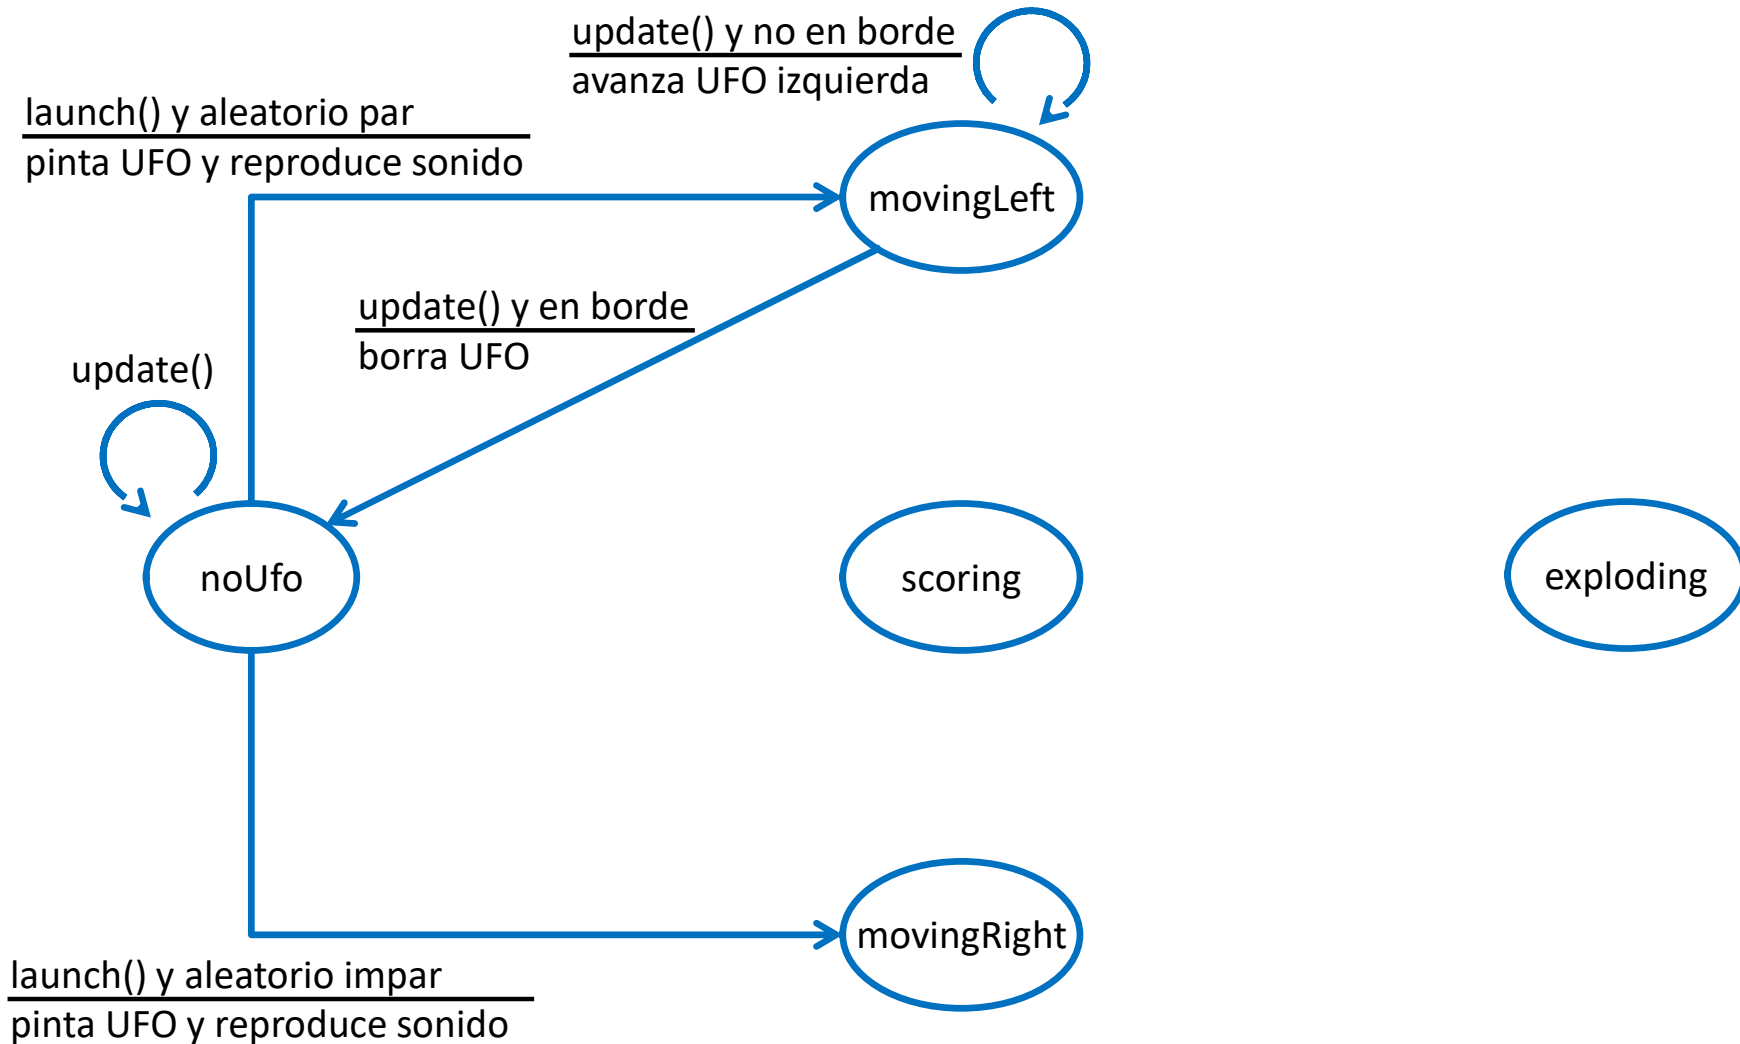 update() y no en borde
avanza UFO izquierda
launch() y aleatorio par
pinta UFO y reproduce sonido
movingLeft
update() y en borde
borra UFO
update()
noUfo
scoring
exploding
movingRight
launch() y aleatorio impar
pinta UFO y reproduce sonido